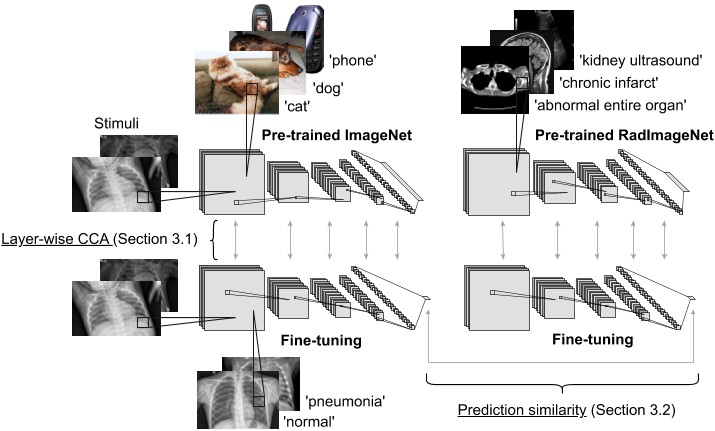 'phone'
'dog'
'cat'
'kidney ultrasound'
'chronic infarct'
'abnormal entire organ'
Stimuli
Pre-trained ImageNet
Pre-trained RadImageNet
Layer-wise CCA (Section 3.1)
Fine-tuning
Fine-tuning
'pneumonia'
'normal'
Prediction similarity (Section 3.2)